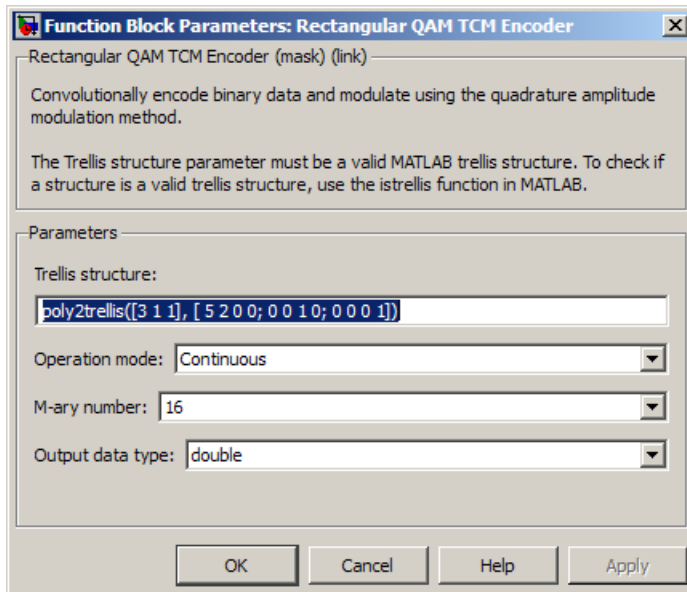 Function Block Parameters: Rectangular QAM TCM Encoder
Rectangular QAM TCM Encoder (mask) (link)
Convolutionally encode binary data and modulate using the quadrature amplitude
modulation method.
The Trellis structure parameter must be a valid MATLAB trellis structure. To check if
a structure is a valid trellis structure, use the istrellis function in MATLAB.
Parameters
Trellis structure:
poly2trellis([3 1 1], [ 5 2 0 0; 0 0 1 0; 0 0 0 1])
Operation mode: Continuous
M-ary number: 16
Output data type: double
OK Cancel Help Apply